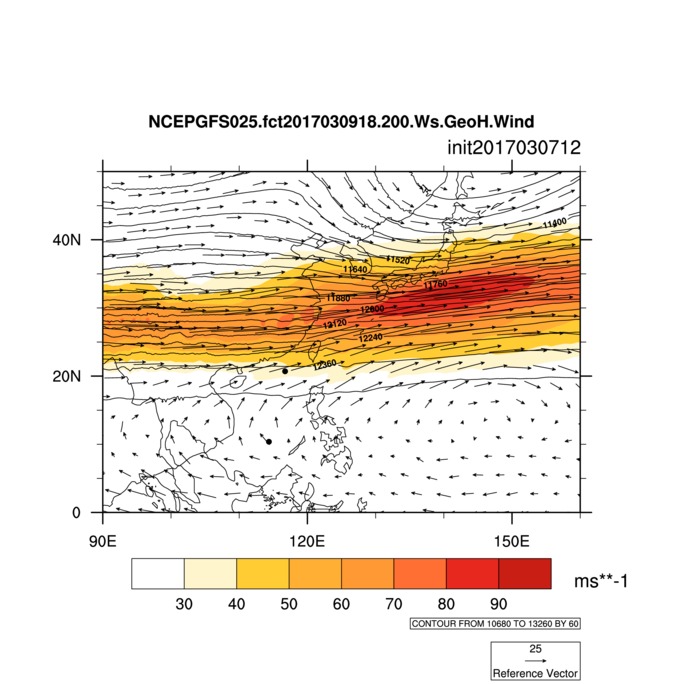 NCEPGFS025.fct2017030918.200.Ws.GeoH.Wind
init2017030712
11400
40N
11520
11640
11760
11880
12000
12120
12240
12360
20N
0
90E 120E 150E
ms**-1
30 40 50 60 70 80 90
CONTOUR FROM 10680 TO 13260 BY 60
25
Reference Vector